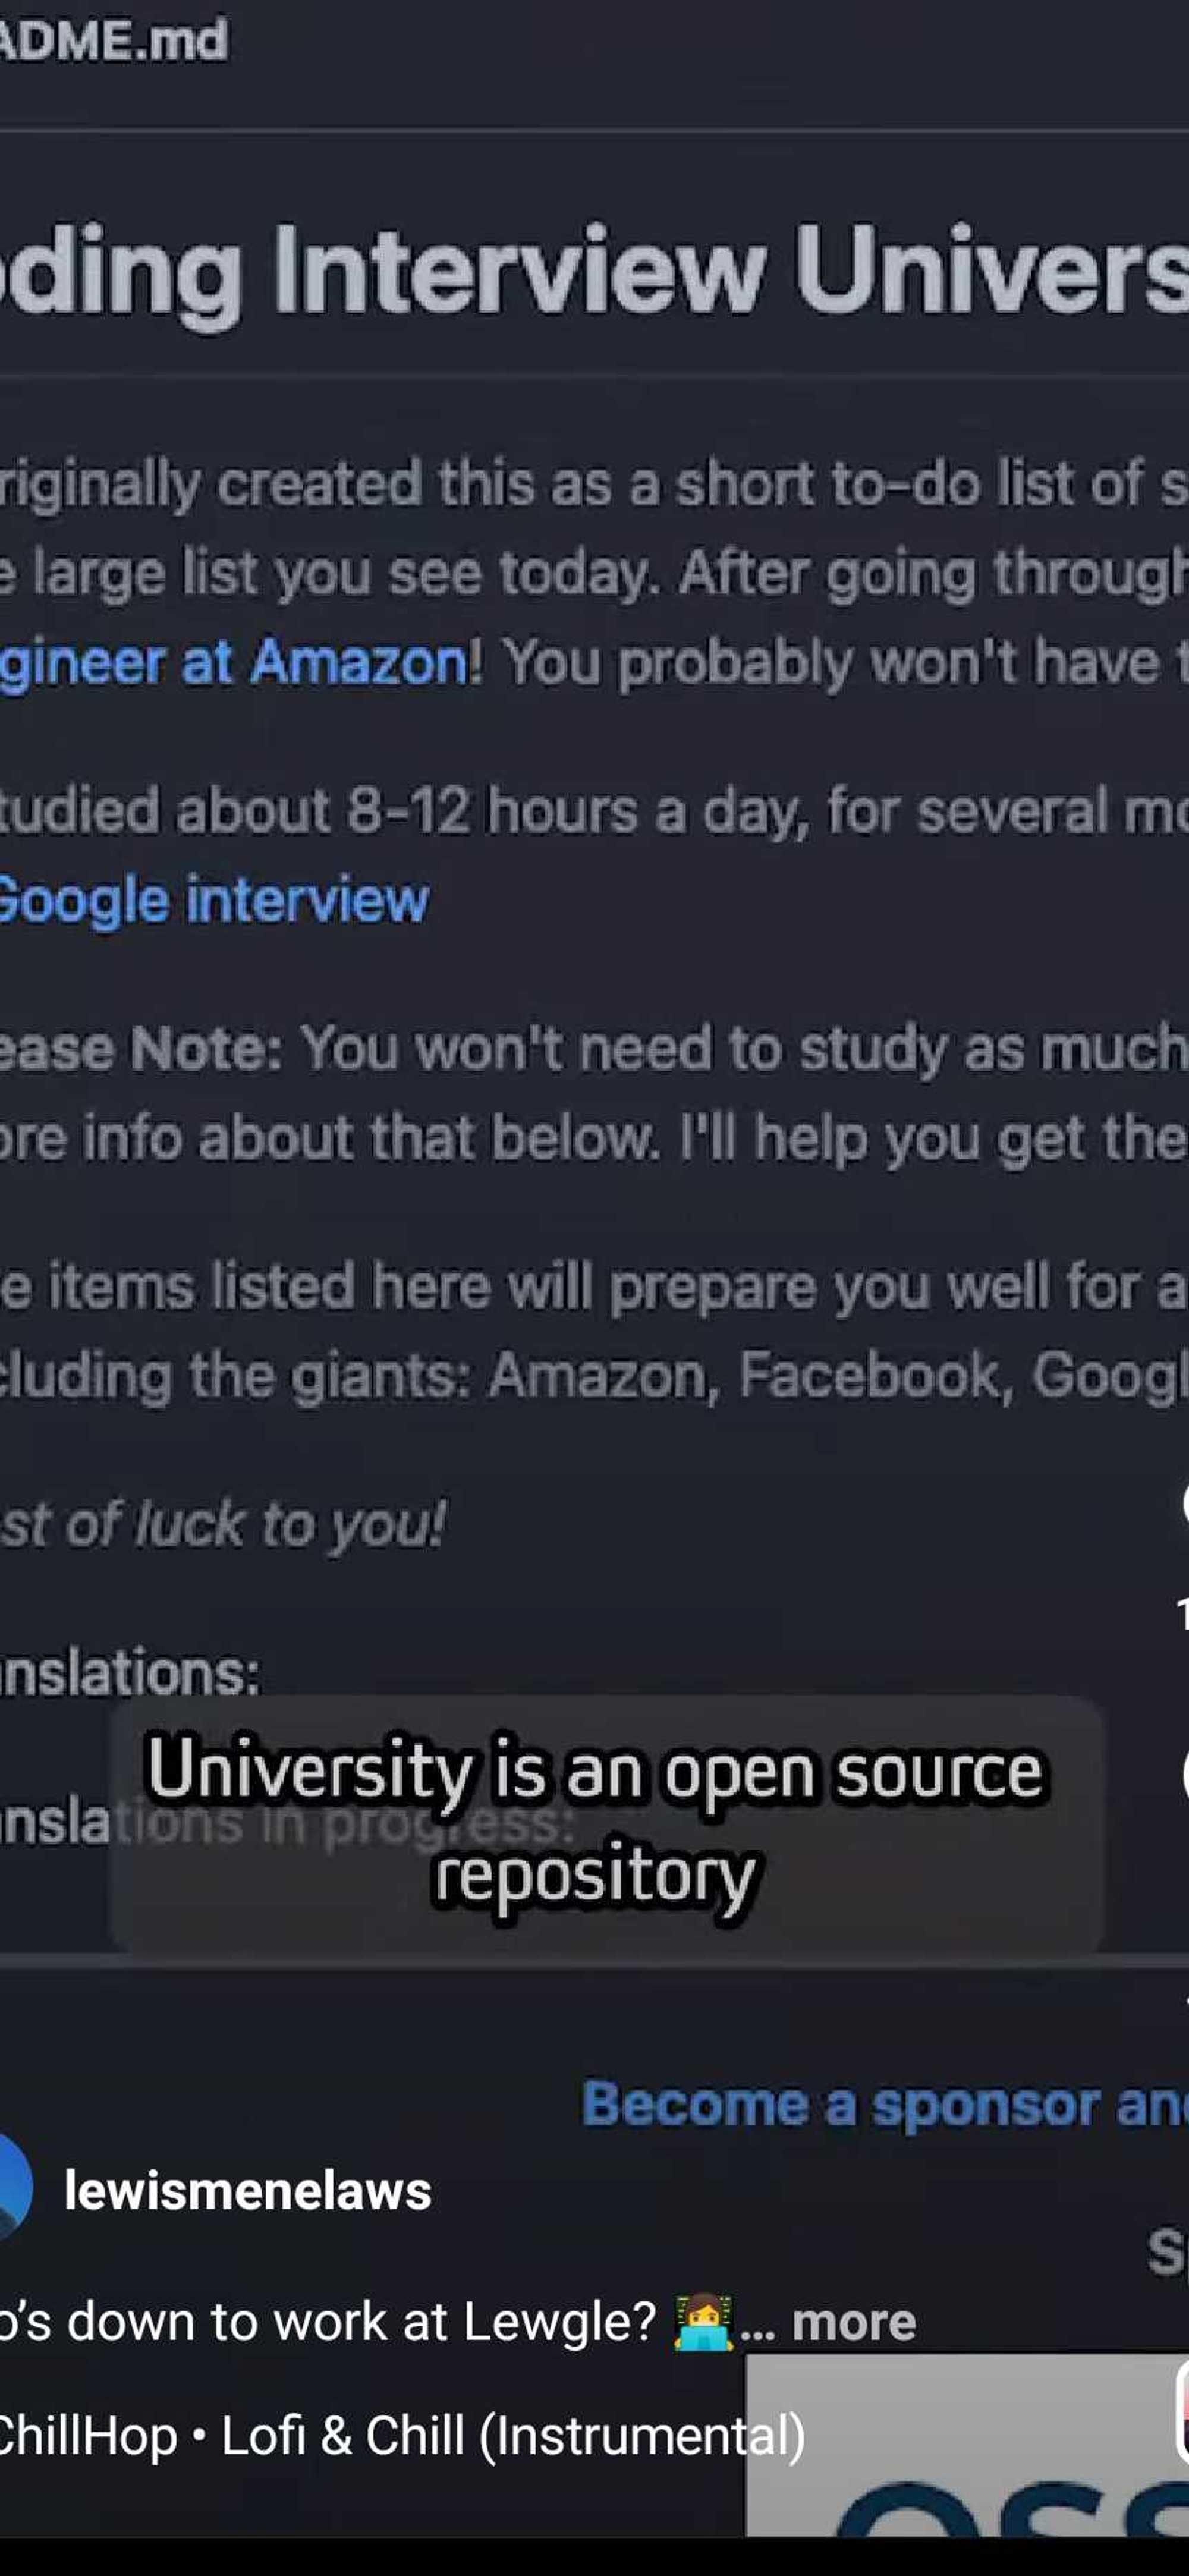 ADME.md
ding Interview Univers
riginally created this as a short to-do list of s
e large list you see today. After going through
gineer at Amazon! You probably won't have t
tudied about 8-12 hours a day, for several mo
Google interview
ease Note: You won't need to study as much
ore info about that below. I'll help you get the
e items listed here will prepare you well for a
cluding the giants: Amazon, Facebook, Googl
st of luck to you!
anslations:
University is an open source
anslations in progress:
repository
Become a sponsor and
lewismenelaws
S
o's down to work at Lewgle? 👩‍💻... more
ChillHop • Lofi & Chill (Instrumental)
OSS